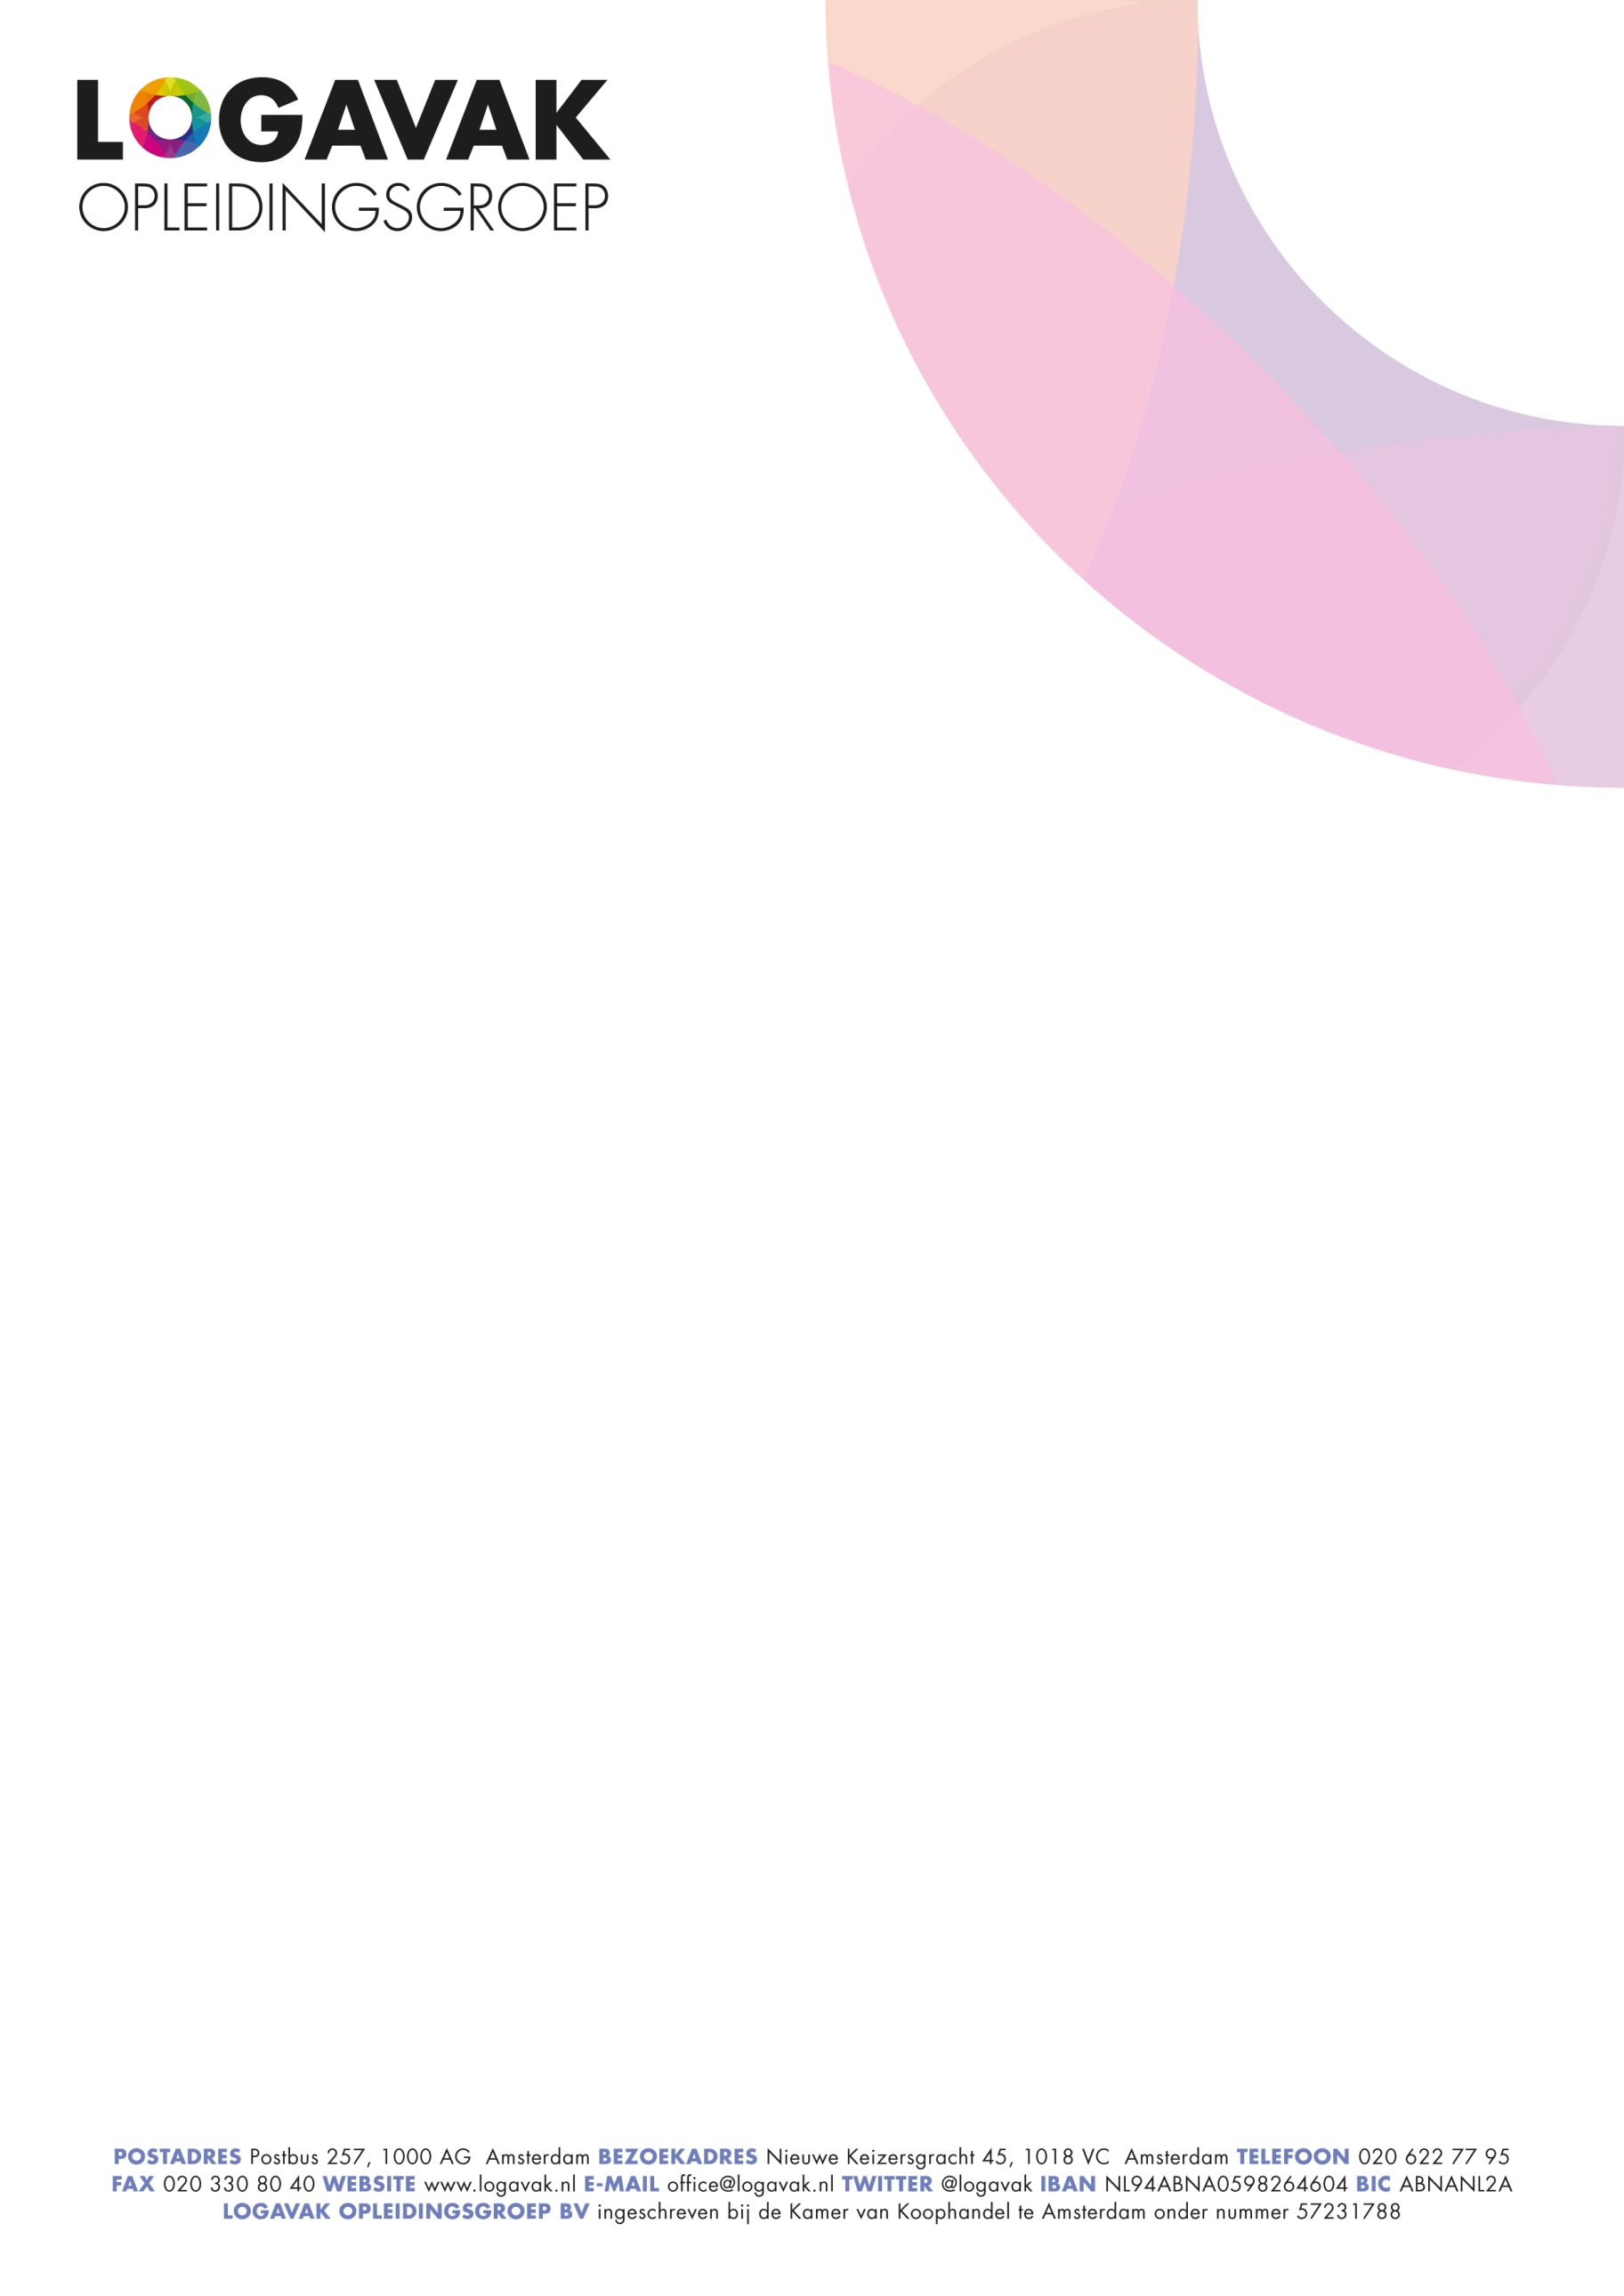 LOGAVAK
OPLEIDINGSGROEP
POSTADRES Postbus 257, 1000 AG Amsterdam BEZOEKADRES Nieuwe Keizersgracht 45, 1018 VC Amsterdam TELEFOON 020 622 77 95
FAX 020 330 80 40 WEBSITE www.logavak.nl E-MAIL office@logavak.nl TWITTER @logavak IBAN NL94ABNA0598264604 BIC ABNANL2A
LOGAVAK OPLEIDINGSGROEP BV ingeschreven bij de Kamer van Koophandel te Amsterdam onder nummer 57231788